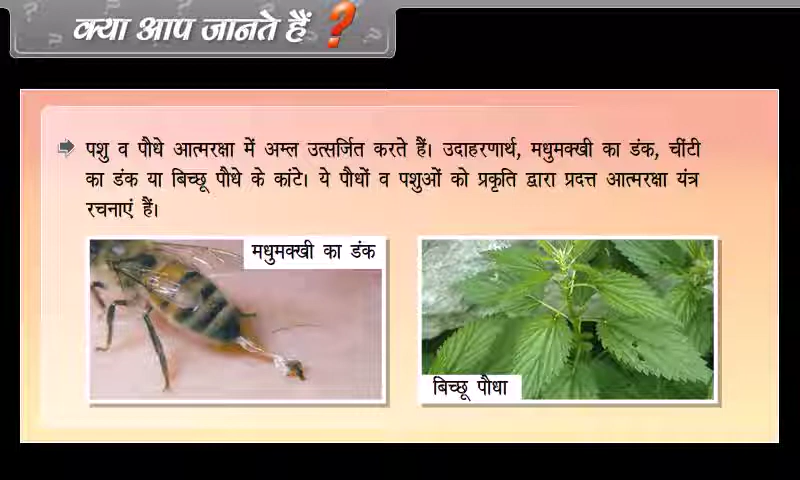 क्या आप जानते हैं ?
पशु व पौधे आत्मरक्षा में अम्ल उत्सर्जित करते हैं। उदाहरणार्थ, मधुमक्खी का डंक, चींटी
का डंक या बिच्छू पौधे के कांटे। ये पौधों व पशुओं को प्रकृति द्वारा प्रदत्त आत्मरक्षा यंत्र
रचनाएं हैं।
मधुमक्खी का डंक
बिच्छू पौधा